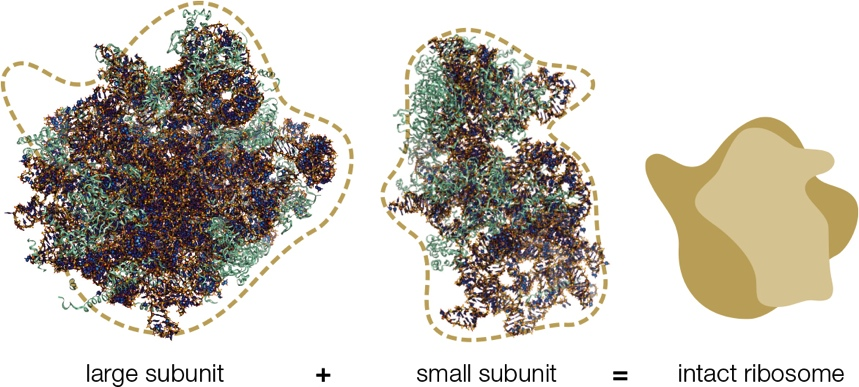 large subunit + small subunit = intact ribosome